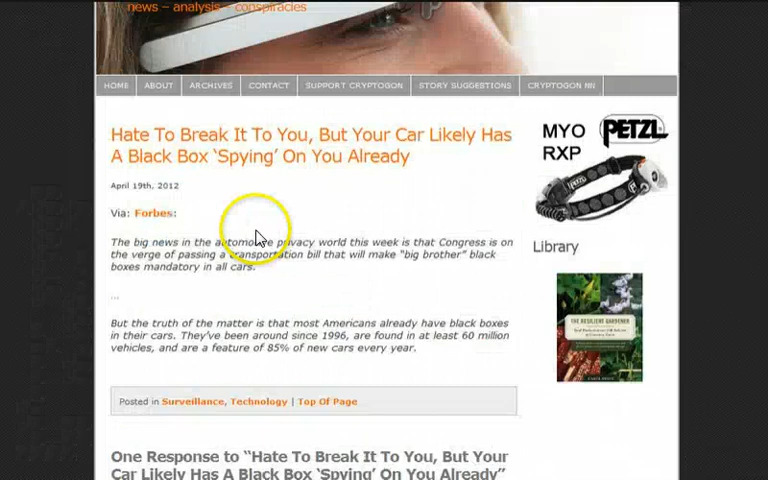 news – analysis – conspiracies
HOME
ABOUT
ARCHIVES
CONTACT
SUPPORT CRYPTOGON
STORY SUGGESTIONS
CRYPTOGON NN
Hate To Break It To You, But Your Car Likely Has
A Black Box ‘Spying’ On You Already
April 19th, 2012
Via: Forbes:
The big news in the automotive privacy world this week is that Congress is on
the verge of passing a transportation bill that will make “big brother” black
boxes mandatory in all cars.
...
But the truth of the matter is that most Americans already have black boxes
in their cars. They’ve been around since 1996, are found in at least 60 million
vehicles, and are a feature of 85% of new cars every year.
Posted in Surveillance, Technology | Top Of Page
One Response to “Hate To Break It To You, But Your
Car Likely Has A Black Box ‘Spying’ On You Already”
MYO
RXP
PETZL
PETZL
Library
THE RESILIENT GARDENER